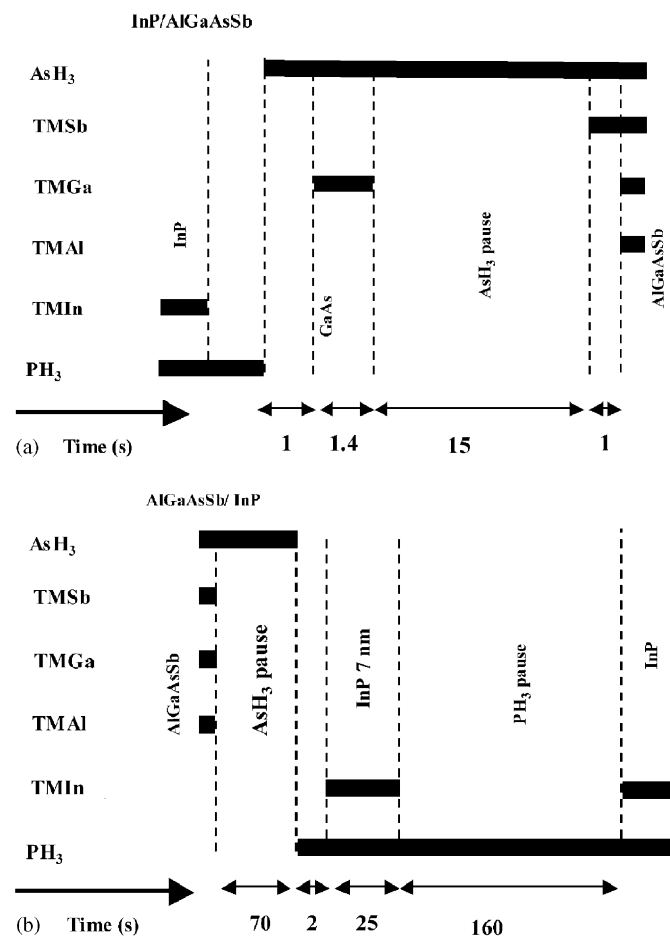 InP/AlGaAsSb
AsH3
TMSb
TMGa
TMAl
TMIn
PH3
InP
GaAs
AsH3 pause
AlGaAsSb
(a) Time (s) 1 1.4 15 1
AlGaAsSb/ InP
AsH3
TMSb
TMGa
TMAl
TMIn
PH3
AlGaAsSb
AsH3 pause
InP 7 nm
PH3 pause
InP
(b) Time (s) 70 2 25 160